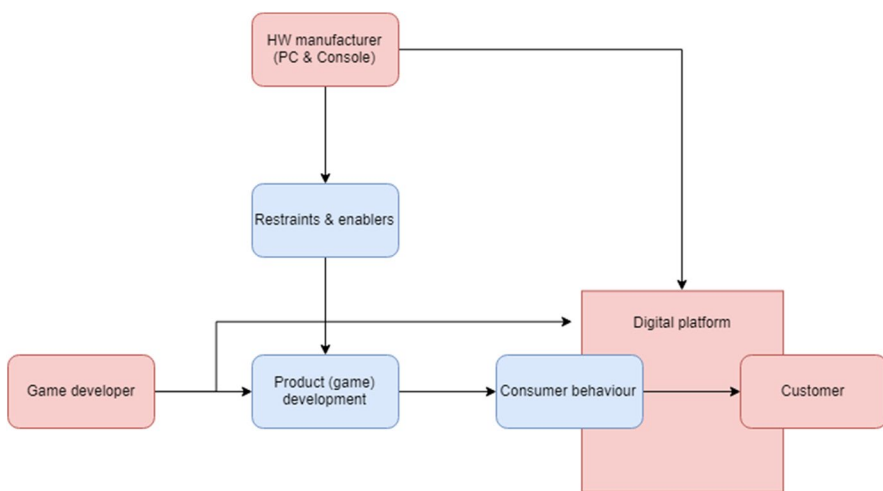 HW manufacturer
(PC & Console)
Restraints & enablers
Digital platform
Game developer
Product (game)
development
Consumer behaviour
Customer